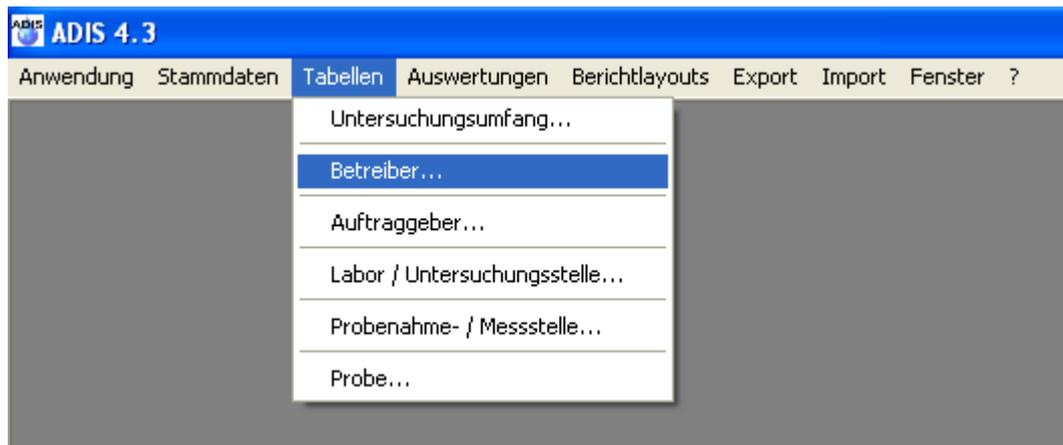 ADIS
ADIS 4.3
Anwendung Stammdaten Tabellen Auswertungen Berichtlayouts Export Import Fenster ?
Untersuchungsumfang...
Betreiber...
Auftraggeber...
Labor / Untersuchungsstelle...
Probenahme- / Messstelle...
Probe...